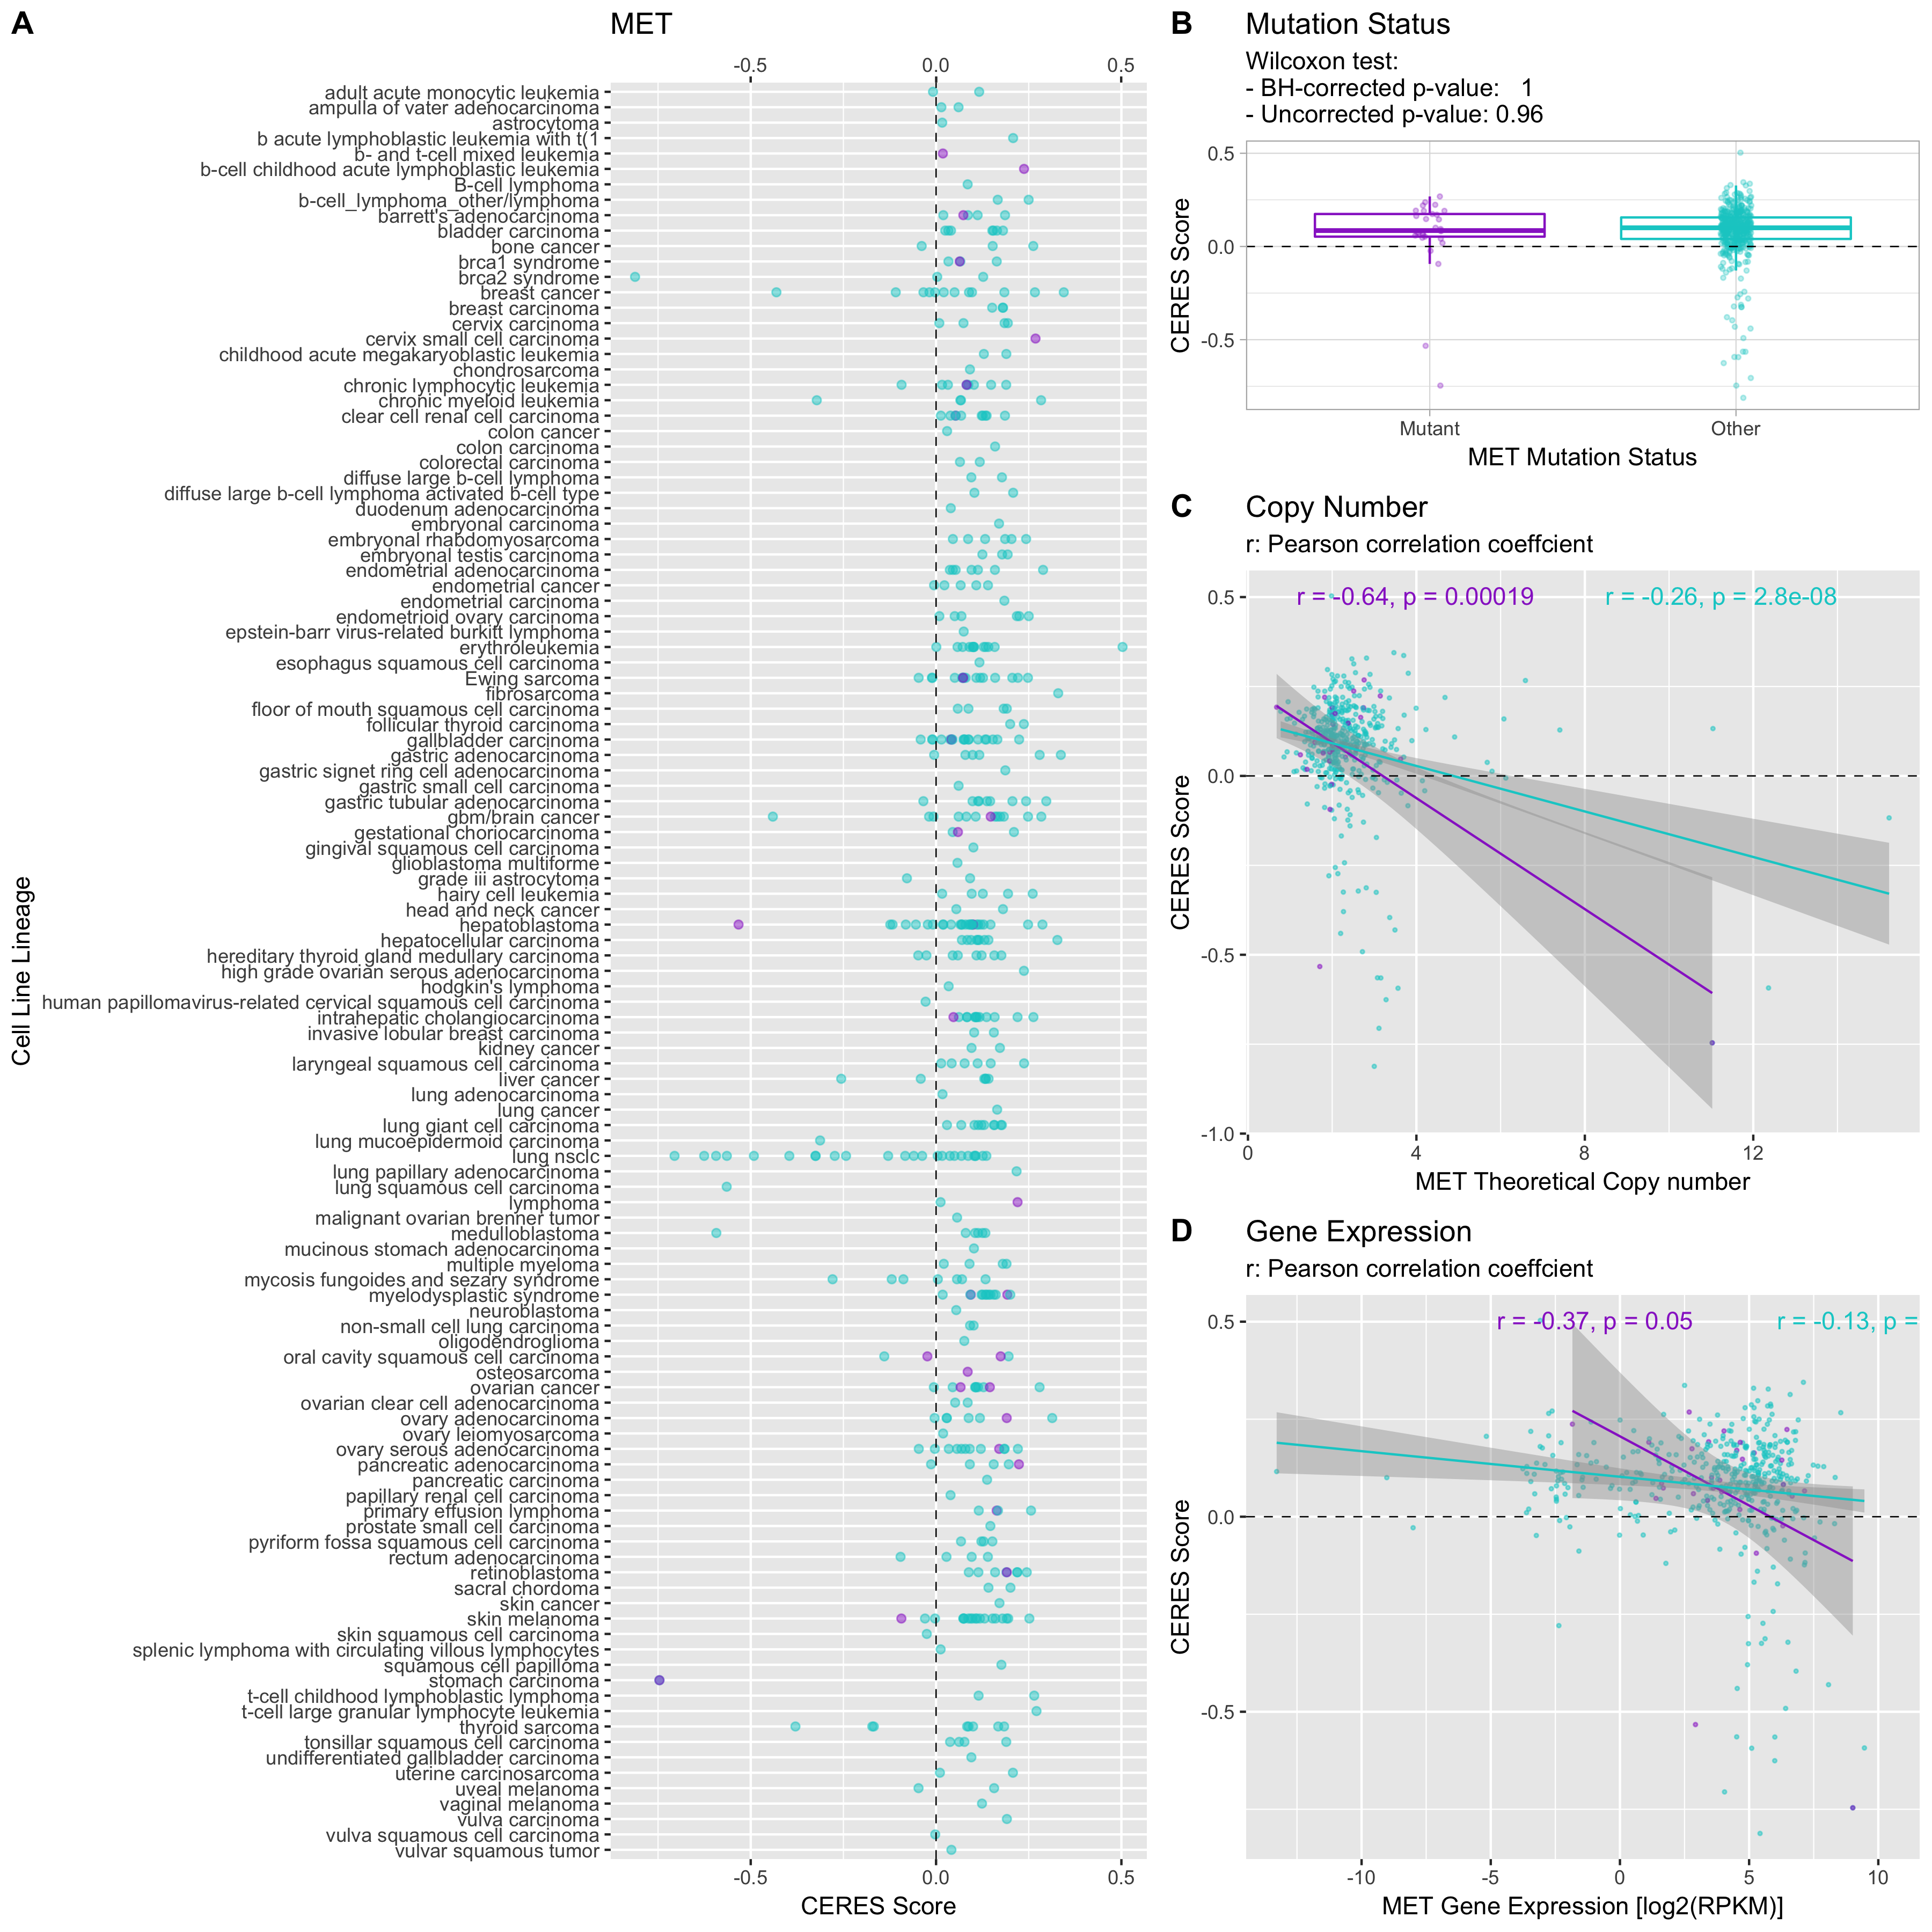 A
MET
-0.5 0.0 0.5
Cell Line Lineage
adult acute monocytic leukemia
ampulla of vater adenocarcinoma
astrocytoma
b acute lymphoblastic leukemia with t(1
b- and t-cell mixed leukemia
b-cell childhood acute lymphoblastic leukemia
B-cell lymphoma
b-cell_lymphoma_other/lymphoma
barrett's adenocarcinoma
bladder carcinoma
bone cancer
brca1 syndrome
brca2 syndrome
breast cancer
breast carcinoma
cervix carcinoma
cervix small cell carcinoma
childhood acute megakaryoblastic leukemia
chondrosarcoma
chronic lymphocytic leukemia
chronic myeloid leukemia
clear cell renal cell carcinoma
colon cancer
colon carcinoma
colorectal carcinoma
diffuse large b-cell lymphoma
diffuse large b-cell lymphoma activated b-cell type
duodenum adenocarcinoma
embryonal carcinoma
embryonal rhabdomyosarcoma
embryonal testis carcinoma
endometrial adenocarcinoma
endometrial cancer
endometrial carcinoma
endometrioid ovary carcinoma
epstein-barr virus-related burkitt lymphoma
erythroleukemia
esophagus squamous cell carcinoma
Ewing sarcoma
fibrosarcoma
floor of mouth squamous cell carcinoma
follicular thyroid carcinoma
gallbladder carcinoma
gastric adenocarcinoma
gastric signet ring cell adenocarcinoma
gastric small cell carcinoma
gastric tubular adenocarcinoma
gbm/brain cancer
gestational choriocarcinoma
gingival squamous cell carcinoma
glioblastoma multiforme
grade iii astrocytoma
hairy cell leukemia
head and neck cancer
hepatoblastoma
hepatocellular carcinoma
hereditary thyroid gland medullary carcinoma
high grade ovarian serous adenocarcinoma
hodgkin's lymphoma
human papillomavirus-related cervical squamous cell carcinoma
intrahepatic cholangiocarcinoma
invasive lobular breast carcinoma
kidney cancer
laryngeal squamous cell carcinoma
liver cancer
lung adenocarcinoma
lung cancer
lung giant cell carcinoma
lung mucoepidermoid carcinoma
lung nsclc
lung papillary adenocarcinoma
lung squamous cell carcinoma
lymphoma
malignant ovarian brenner tumor
medulloblastoma
mucinous stomach adenocarcinoma
multiple myeloma
mycosis fungoides and sezary syndrome
myelodysplastic syndrome
neuroblastoma
non-small cell lung carcinoma
oligodendroglioma
oral cavity squamous cell carcinoma
osteosarcoma
ovarian cancer
ovarian clear cell adenocarcinoma
ovary adenocarcinoma
ovary leiomyosarcoma
ovary serous adenocarcinoma
pancreatic adenocarcinoma
pancreatic carcinoma
papillary renal cell carcinoma
primary effusion lymphoma
prostate small cell carcinoma
pyriform fossa squamous cell carcinoma
rectum adenocarcinoma
retinoblastoma
sacral chordoma
skin cancer
skin melanoma
skin squamous cell carcinoma
splenic lymphoma with circulating villous lymphocytes
squamous cell papilloma
stomach carcinoma
t-cell childhood lymphoblastic lymphoma
t-cell large granular lymphocyte leukemia
thyroid sarcoma
tonsillar squamous cell carcinoma
undifferentiated gallbladder carcinoma
uterine carcinosarcoma
uveal melanoma
vaginal melanoma
vulva carcinoma
vulva squamous cell carcinoma
vulvar squamous tumor
-0.5 0.0 0.5
CERES Score
B
Mutation Status
Wilcoxon test:
- BH-corrected p-value: 1
- Uncorrected p-value: 0.96
CERES Score
0.5
0.0
-0.5
Mutant Other
MET Mutation Status
C
Copy Number
r: Pearson correlation coeffcient
r = -0.64, p = 0.00019 r = -0.26, p = 2.8e-08
CERES Score
0.5
0.0
-0.5
-1.0
0 4 8 12
MET Theoretical Copy number
D
Gene Expression
r: Pearson correlation coeffcient
r = -0.37, p = 0.05 r = -0.13, p =
CERES Score
0.5
0.0
-0.5
-10 -5 0 5 10
MET Gene Expression [log2(RPKM)]